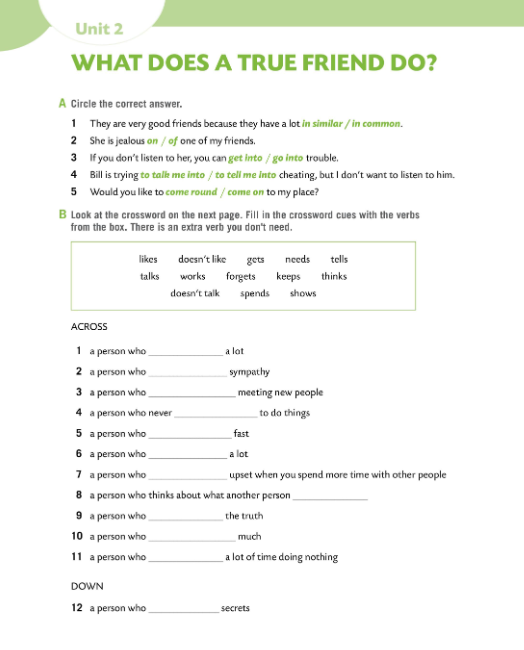 Unit 2
WHAT DOES A TRUE FRIEND DO?
A Circle the correct answer.
1 They are very good friends because they have a lot in similar / in common.
2 She is jealous on / of one of my friends.
3 If you don't listen to her, you can get into / go into trouble.
4 Bill is trying to talk me into / to tell me into cheating, but I don't want to listen to him.
5 Would you like to come round / come on to my place?
B Look at the crossword on the next page. Fill in the crossword cues with the verbs
from the box. There is an extra verb you don't need.
likes doesn't like gets needs tells
talks works forgets keeps thinks
doesn't talk spends shows
ACROSS
1 a person who ______________ a lot
2 a person who ______________ sympathy
3 a person who ________________ meeting new people
4 a person who never ________________ to do things
5 a person who ________________ fast
6 a person who ______________ a lot
7 a person who ______________ upset when you spend more time with other people
8 a person who thinks about what another person ______________
9 a person who ______________ the truth
10 a person who ________________ much
11 a person who ______________ a lot of time doing nothing
DOWN
12 a person who _____________ secrets